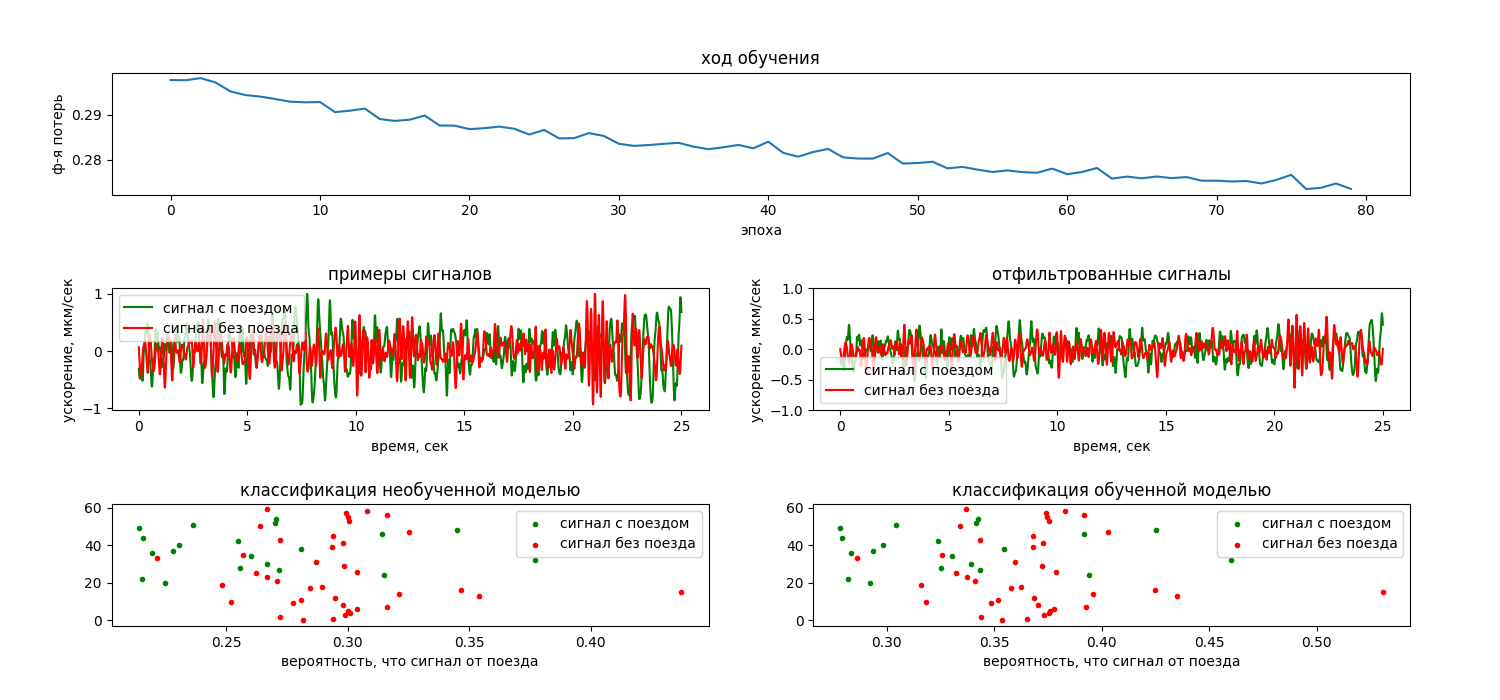 ход обучения
ф-я потерь
0.29
0.28
0 10 20 30 40 50 60 70 80
эпоха
примеры сигналов
ускорение, мкм/сек
1
0
−1
сигнал с поездом
сигнал без поезда
0 5 10 15 20 25
время, сек
отфильтрованные сигналы
ускорение, мкм/сек
1.0
0.5
0.0
−0.5
−1.0
сигнал с поездом
сигнал без поезда
0 5 10 15 20 25
время, сек
классификация необученной моделью
60
40
20
0
сигнал с поездом
сигнал без поезда
0.25 0.30 0.35 0.40
вероятность, что сигнал от поезда
классификация обученной моделью
60
40
20
0
сигнал с поездом
сигнал без поезда
0.30 0.35 0.40 0.45 0.50
вероятность, что сигнал от поезда